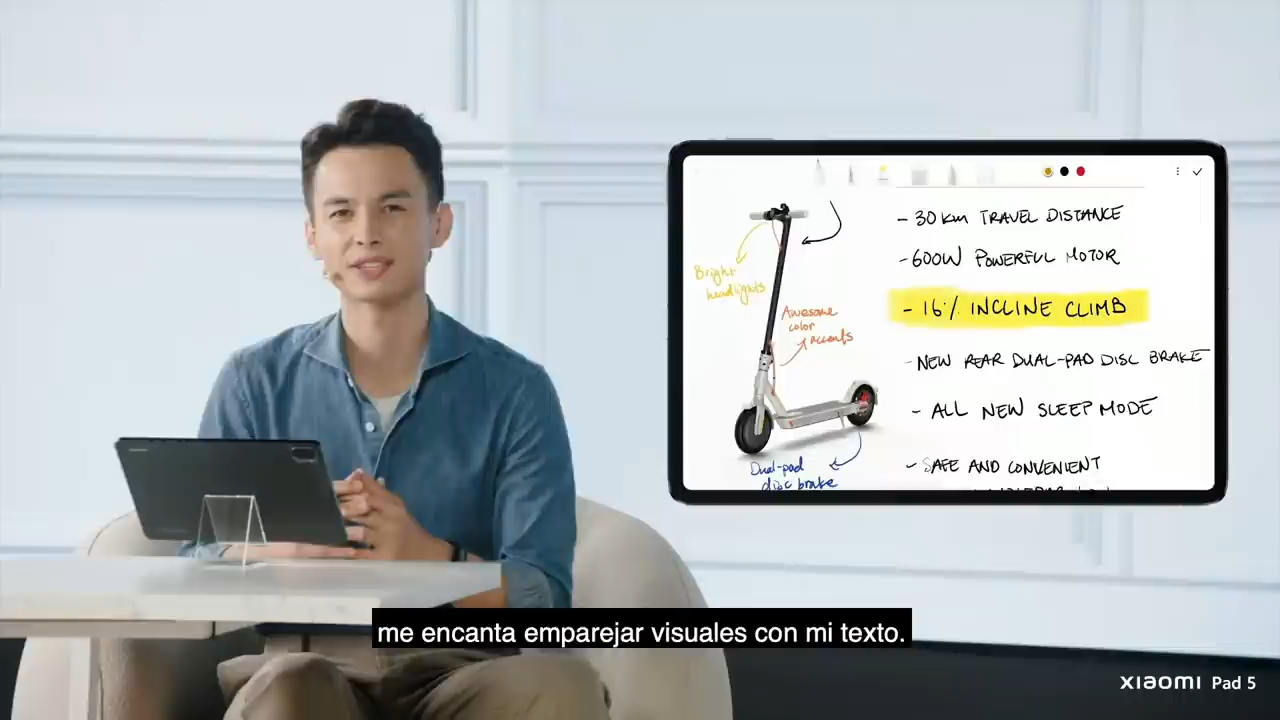 - 30 km TRAVEL DISTANCE
- 600W POWERFUL MOTOR
- 16% INCLINE CLIMB
- NEW REAR DUAL-PAD DISC BRAKE
- ALL NEW SLEEP MODE
- SAFE AND CONVENIENT
Bright
headlights
Awesome
color
accents
Dual-pad
disc brake
me encanta emparejar visuales con mi texto.
xiaomi Pad 5